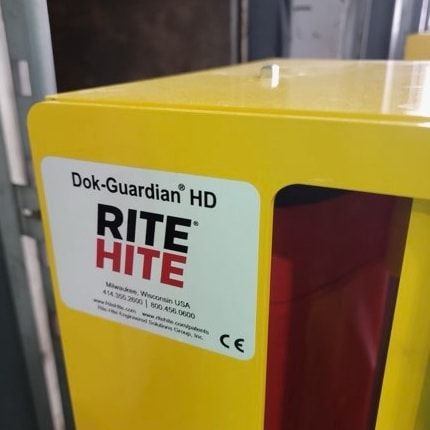 Dok-Guardian® HD
RITE®
HITE
Milwaukee, Wisconsin USA
414.355.2600 | 800.456.0600
www.ritehite.com www.ritehite.com/patents
Rite-Hite Engineered Solutions Group, Inc.
CE